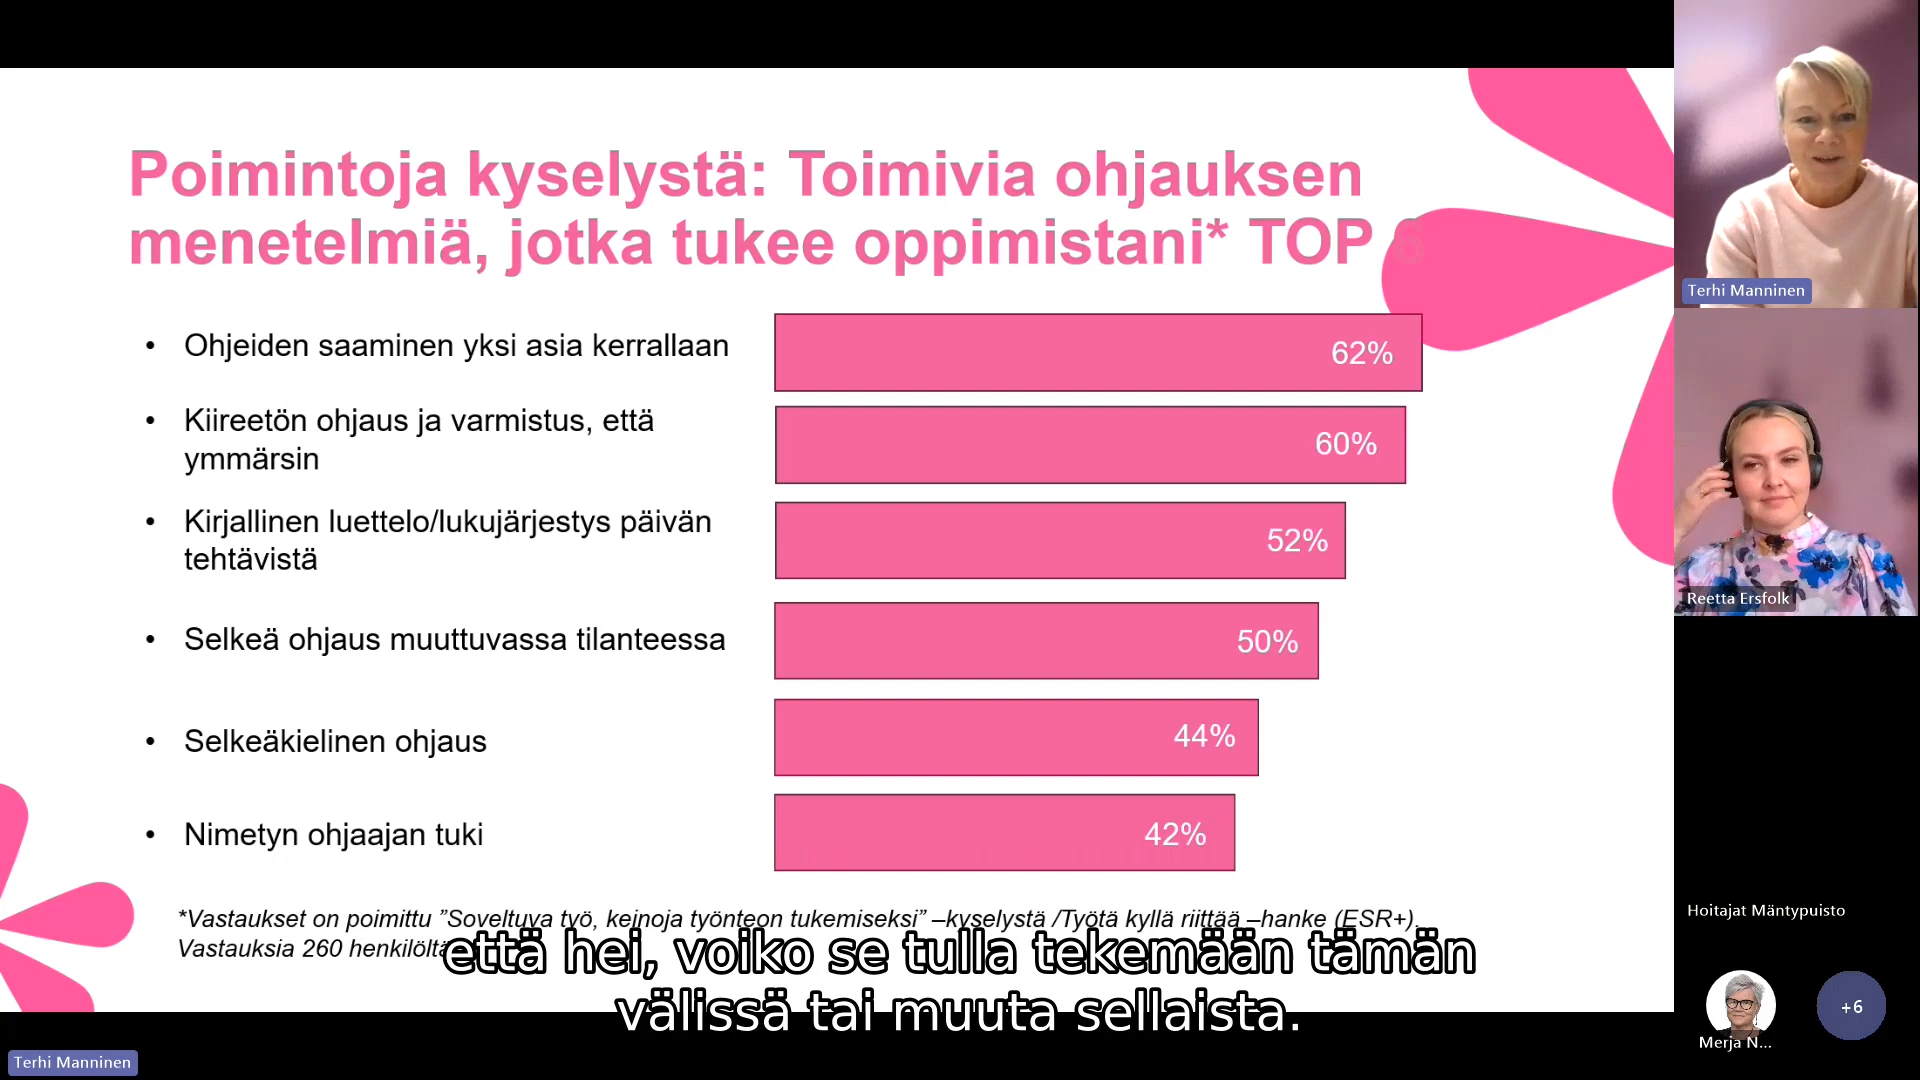 Poimintoja kyselystä: Toimivia ohjauksen
menetelmiä, jotka tukee oppimistani* TOP 6
• Ohjeiden saaminen yksi asia kerrallaan
62%
• Kiireetön ohjaus ja varmistus, että
ymmärsin
60%
• Kirjallinen luettelo/lukujärjestys päivän
tehtävistä
52%
• Selkeä ohjaus muuttuvassa tilanteessa
50%
• Selkeäkielinen ohjaus
44%
• Nimetyn ohjaajan tuki
42%
*Vastaukset on poimittu ”Soveltuva työ, keinoja työnteon tukemiseksi” –kyselystä /Työtä kyllä riittää –hanke (ESR+).
Vastauksia 260 henkilöltä
että hei, voiko se tulla tekemään tämän
välissä tai muuta sellaista.
Terhi Manninen
Terhi Manninen
Reetta Ersfolk
Hoitajat Mäntypuisto
Merja N...
+6